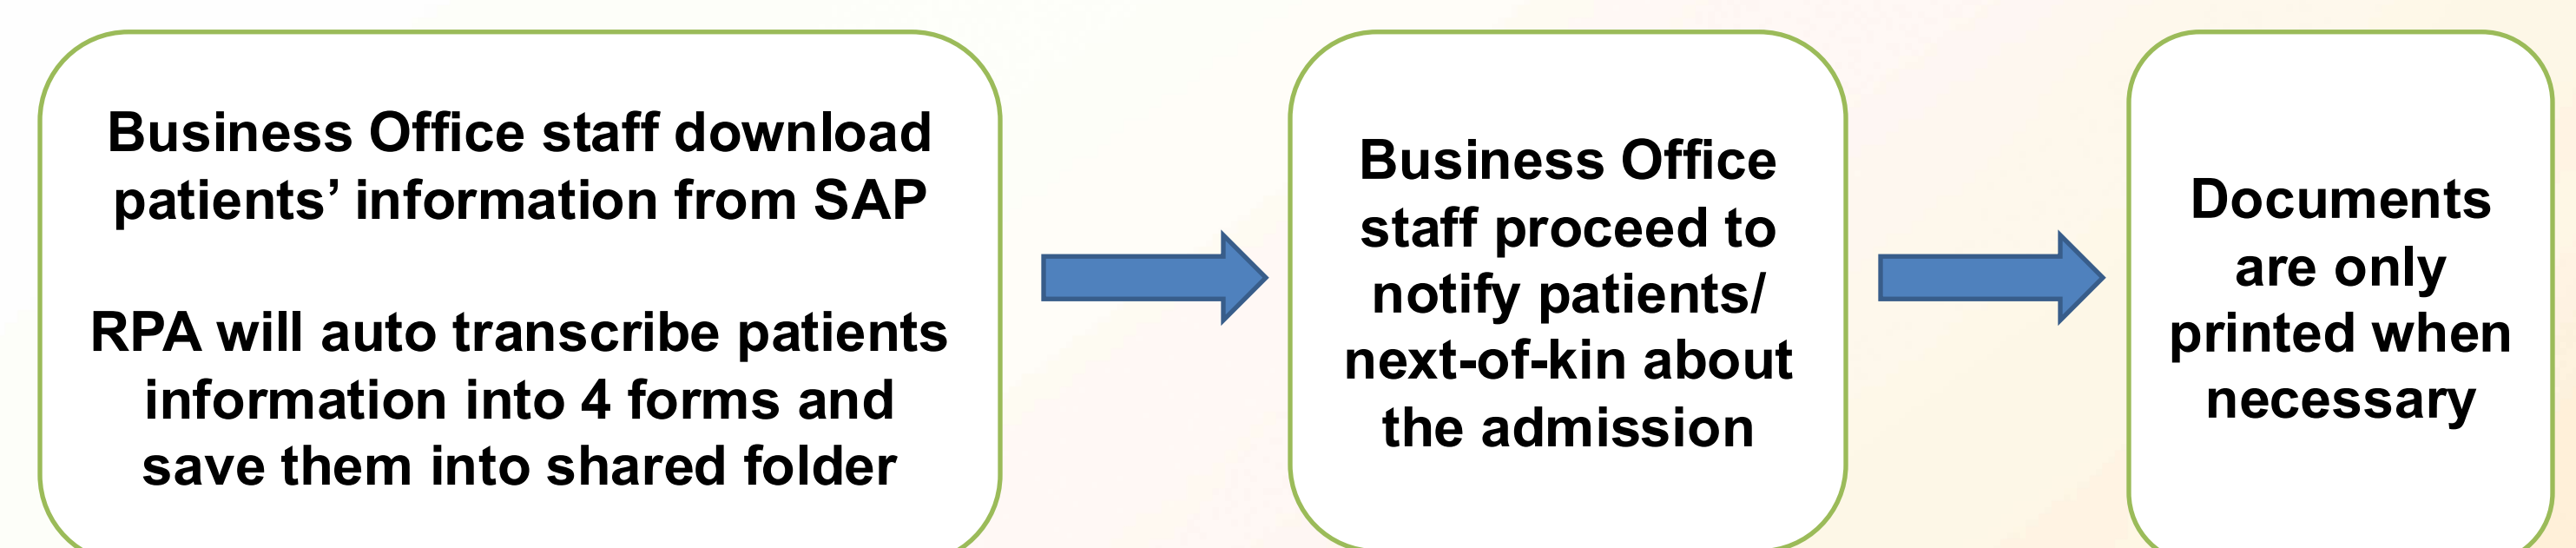 Business Office staff download
patients’ information from SAP
RPA will auto transcribe patients
information into 4 forms and
save them into shared folder
Business Office
staff proceed to
notify patients/
next-of-kin about
the admission
Documents
are only
printed when
necessary